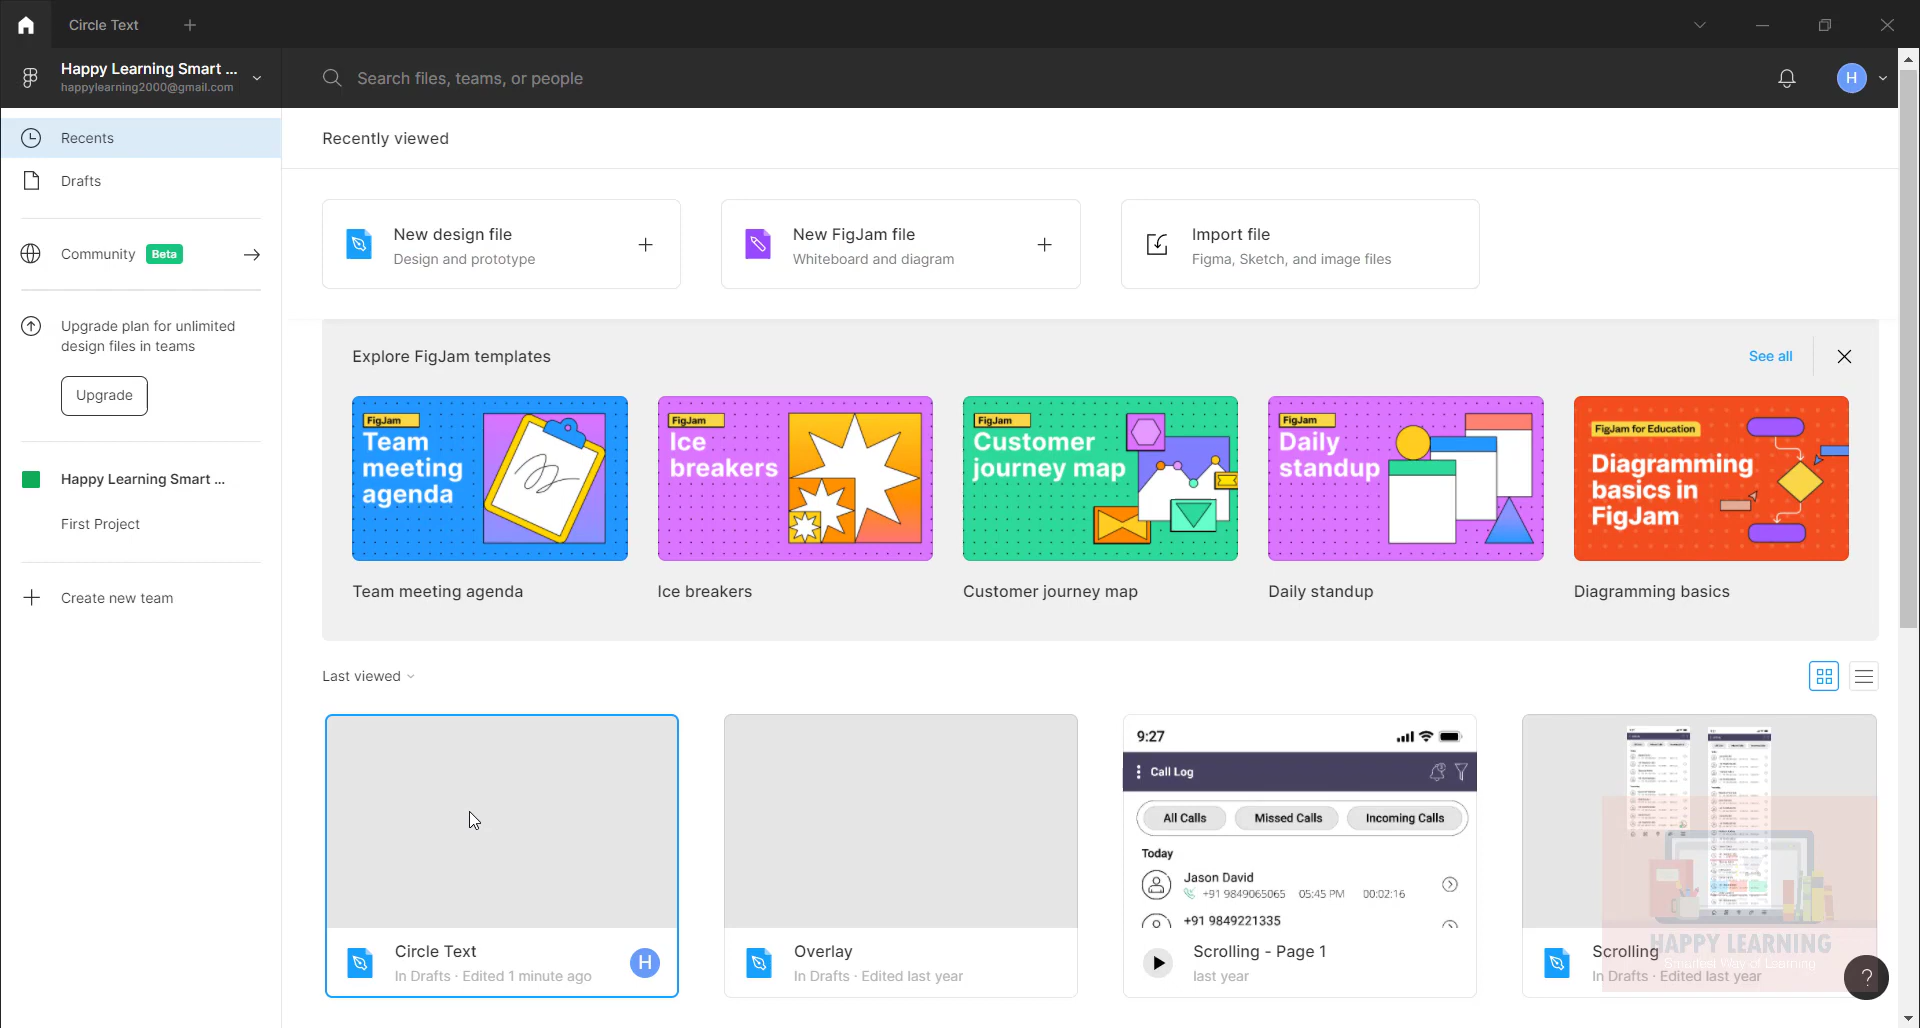 Circle Text
Happy Learning Smart ...
happylearning2000@gmail.com
Search files, teams, or people
H
Recents
Drafts
Community Beta
Upgrade plan for unlimited
design files in teams
Upgrade
Happy Learning Smart ...
First Project
Create new team
Recently viewed
New design file
Design and prototype
New FigJam file
Whiteboard and diagram
Import file
Figma, Sketch, and image files
Explore FigJam templates
See all
FigJam
Team
meeting
agenda
FigJam
Ice
breakers
FigJam
Customer
journey map
FigJam
Daily
standup
FigJam for Education
Diagramming
basics in
FigJam
Team meeting agenda
Ice breakers
Customer journey map
Daily standup
Diagramming basics
Last viewed
9:27
Call Log
All Calls
Missed Calls
Incoming Calls
Today
Jason David
+91 9849065065 05:45 PM 00:02:16
+91 9849221335
Circle Text
In Drafts · Edited 1 minute ago
H
Overlay
In Drafts · Edited last year
Scrolling - Page 1
last year
Scrolling
In Drafts · Edited last year
HAPPY LEARNING
Smartest Way of Learning
?